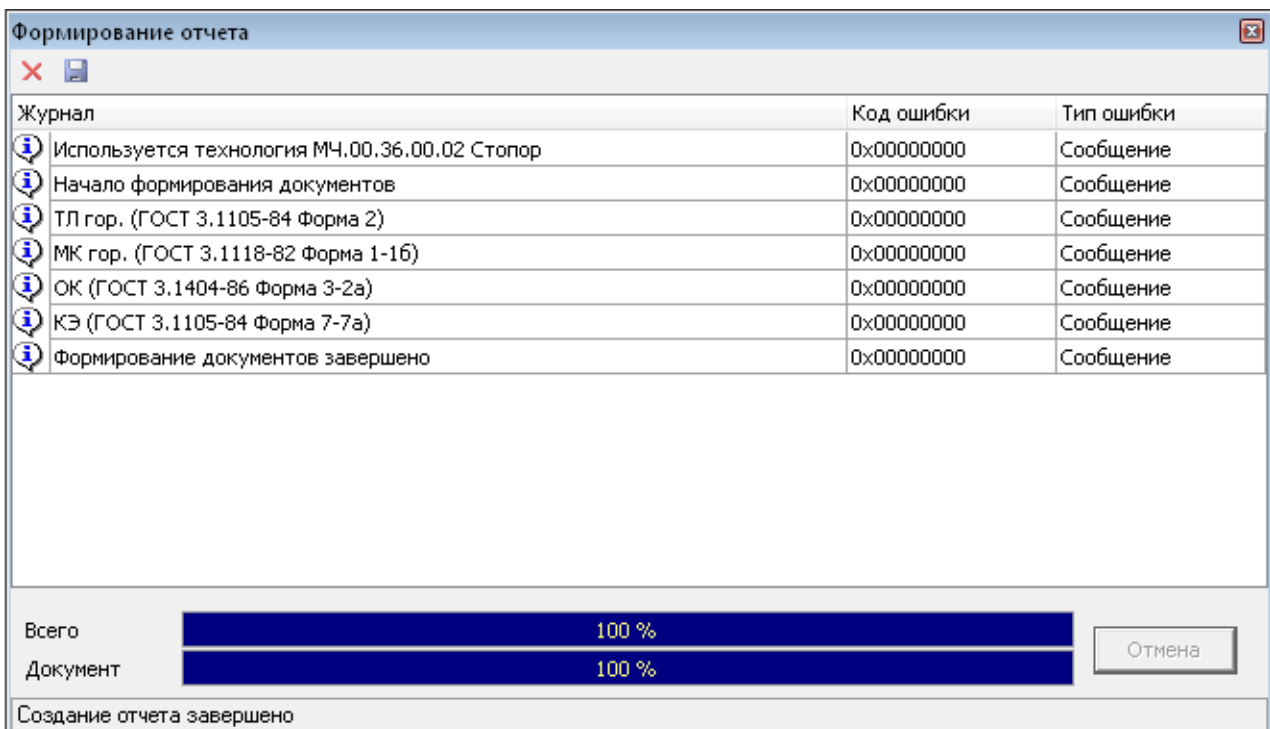 Формирование отчета
Журнал Код ошибки Тип ошибки
Используется технология МЧ.00.36.00.02 Стопор 0x00000000 Сообщение
Начало формирования документов 0x00000000 Сообщение
ТЛ гор. (ГОСТ 3.1105-84 Форма 2) 0x00000000 Сообщение
МК гор. (ГОСТ 3.1118-82 Форма 1-1б) 0x00000000 Сообщение
ОК (ГОСТ 3.1404-86 Форма 3-2а) 0x00000000 Сообщение
КЭ (ГОСТ 3.1105-84 Форма 7-7а) 0x00000000 Сообщение
Формирование документов завершено 0x00000000 Сообщение
Всего 100 %
Отмена
Документ 100 %
Создание отчета завершено